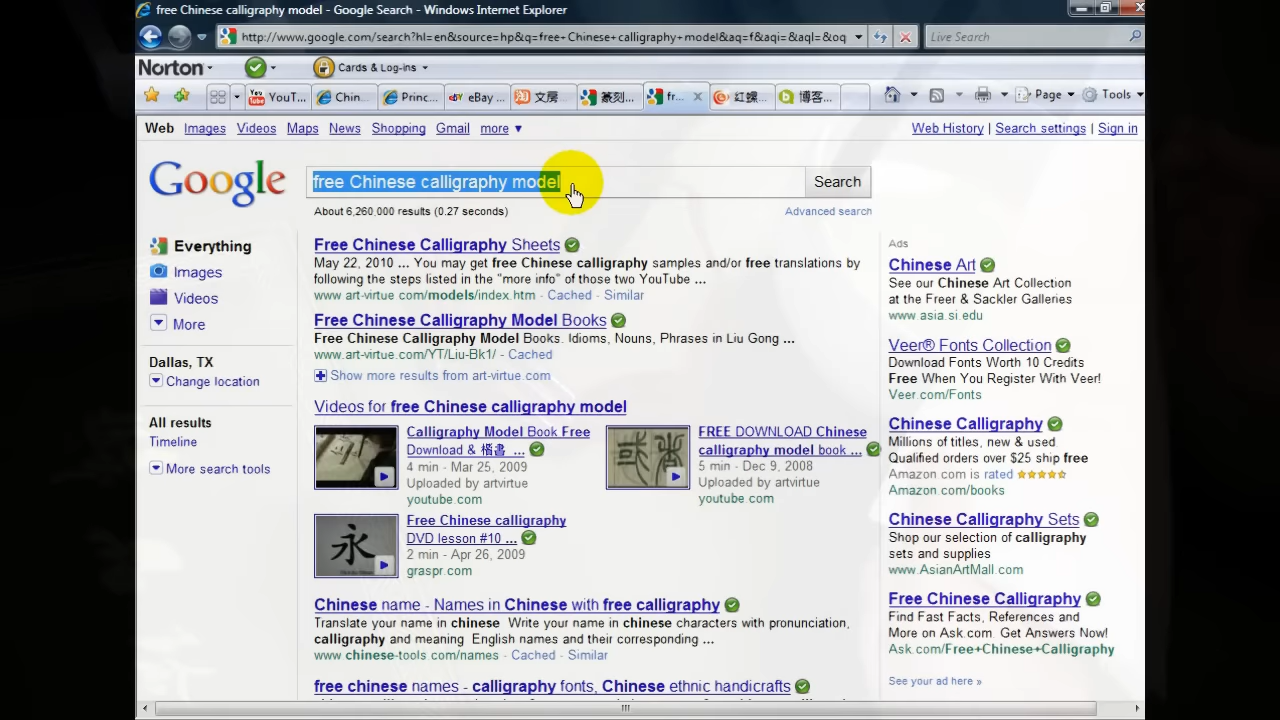 free Chinese calligraphy model - Google Search - Windows Internet Explorer
http://www.google.com/search?hl=en&source=hp&q=free+Chinese+calligraphy+model&aq=f&aqi=&aql=&oq
Live Search
Norton
Cards & Log-ins
YouT...
Chin...
Princ...
eBay ...
文房...
篆刻...
fr...
红螺...
博客...
Page
Tools
Web Images Videos Maps News Shopping Gmail more ▼
Web History | Search settings | Sign in
Google
free Chinese calligraphy model
Search
About 6,260,000 results (0.27 seconds)
Advanced search
Everything
Images
Videos
More
Dallas, TX
Change location
All results
Timeline
More search tools
Free Chinese Calligraphy Sheets
May 22, 2010 ... You may get free Chinese calligraphy samples and/or free translations by
following the steps listed in the "more info" of those two YouTube ...
www.art-virtue.com/models/index.htm - Cached - Similar
Free Chinese Calligraphy Model Books
Free Chinese Calligraphy Model Books. Idioms, Nouns, Phrases in Liu Gong ...
www.art-virtue.com/YT/Liu-Bk1/ - Cached
Show more results from art-virtue.com
Videos for free Chinese calligraphy model
Calligraphy Model Book Free
Download & 楷書 ...
4 min - Mar 25, 2009
Uploaded by artvirtue
youtube.com
FREE DOWNLOAD Chinese
calligraphy model book ...
5 min - Dec 9, 2008
Uploaded by artvirtue
youtube.com
永
Free Chinese calligraphy
DVD lesson #10 ...
2 min - Apr 26, 2009
graspr.com
Chinese name - Names in Chinese with free calligraphy
Translate your name in chinese. Write your name in chinese characters with pronunciation,
calligraphy and meaning. English names and their corresponding ...
www.chinese-tools.com/names - Cached - Similar
free chinese names - calligraphy fonts, Chinese ethnic handicrafts
Ads
Chinese Art
See our Chinese Art Collection
at the Freer & Sackler Galleries
www.asia.si.edu
Veer® Fonts Collection
Download Fonts Worth 10 Credits
Free When You Register With Veer!
Veer.com/Fonts
Chinese Calligraphy
Millions of titles, new & used.
Qualified orders over $25 ship free
Amazon.com is rated
Amazon.com/books
Chinese Calligraphy Sets
Shop our selection of calligraphy
sets and supplies
www.AsianArtMall.com
Free Chinese Calligraphy
Find Fast Facts, References and
More on Ask.com. Get Answers Now!
Ask.com/Free+Chinese+Calligraphy
See your ad here »